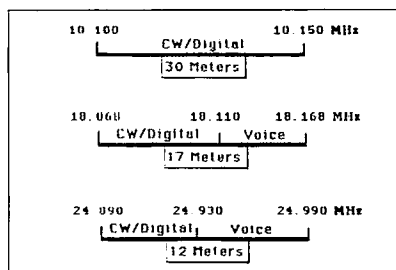 10.100 10.150 MHz
CW/Digital
30 Meters
18.068 18.110 18.168 MHz
CW/Digital Voice
17 Meters
24.890 24.930 24.990 MHz
CW/Digital Voice
12 Meters